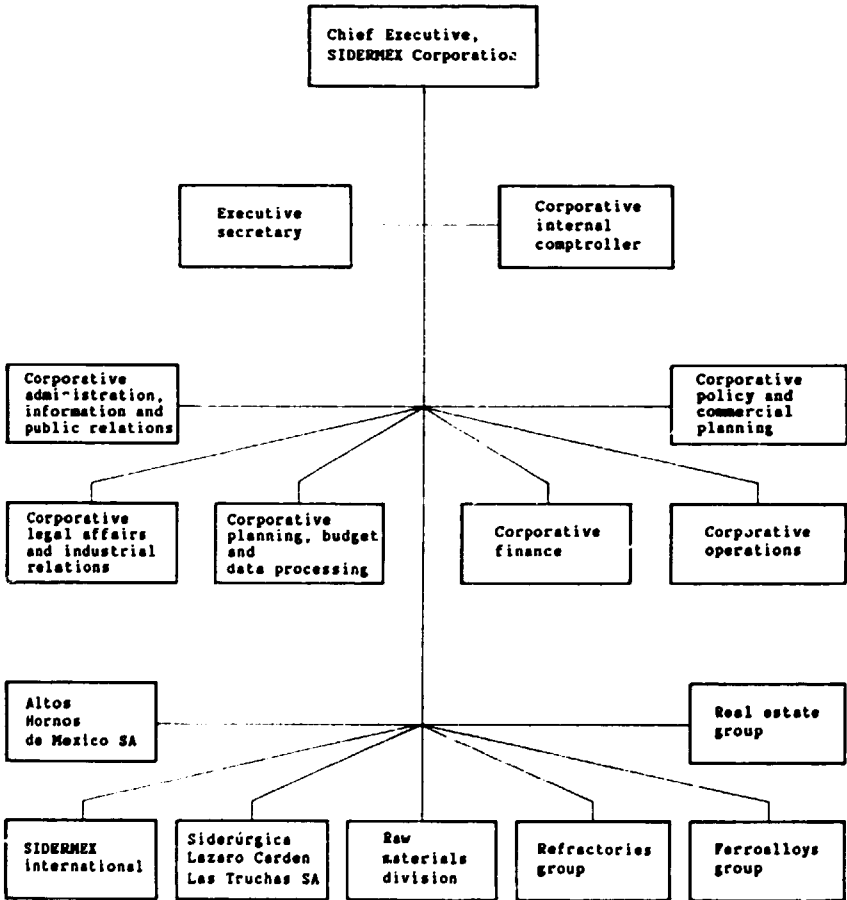 Chief Executive,
SIDERMEX Corporation
Executive
secretary
Corporative
internal
comptroller
Corporative
administration,
information and
public relations
Corporative
policy and
commercial
planning
Corporative
legal affairs
and industrial
relations
Corporative
planning, budget
and
data processing
Corporative
finance
Corporative
operations
Altos
Hornos
de Mexico SA
Real estate
group
SIDERMEX
international
Siderúrgica
Lazaro Carden
Las Truchas SA
Raw
materials
division
Refractories
group
Ferroalloys
group